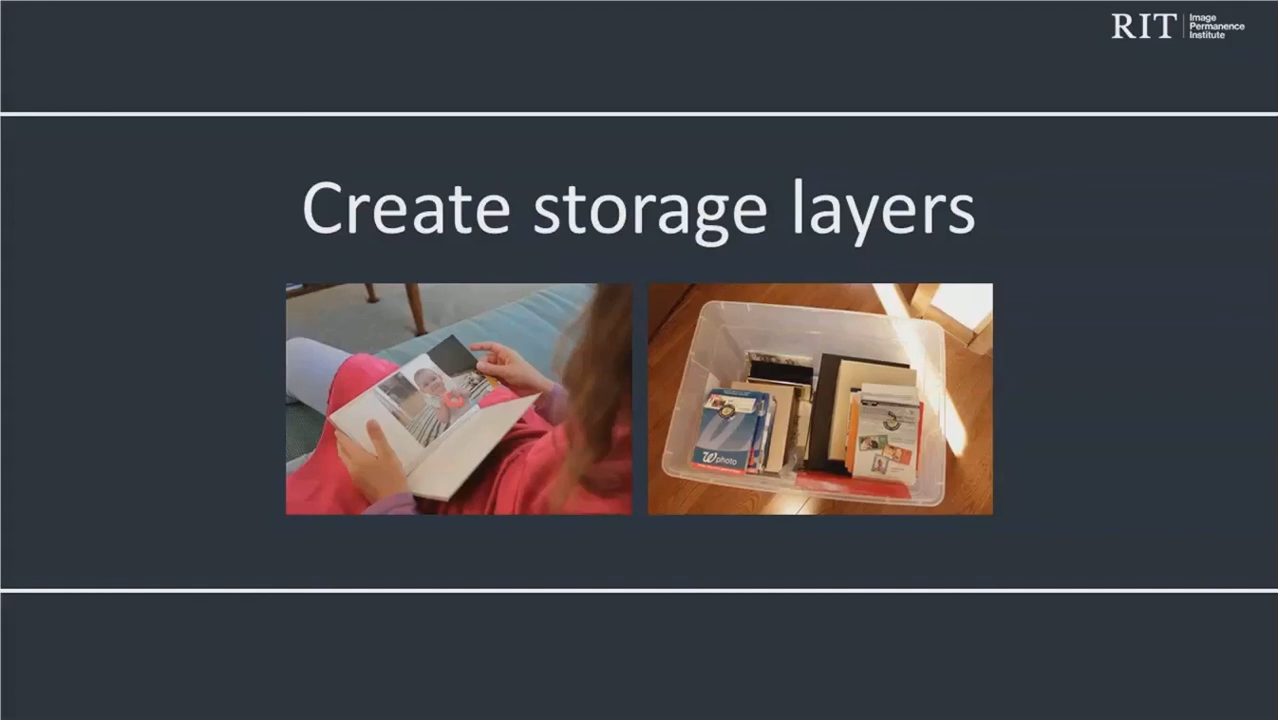 RIT
Image
Permanence
Institute
Create storage layers
W photo